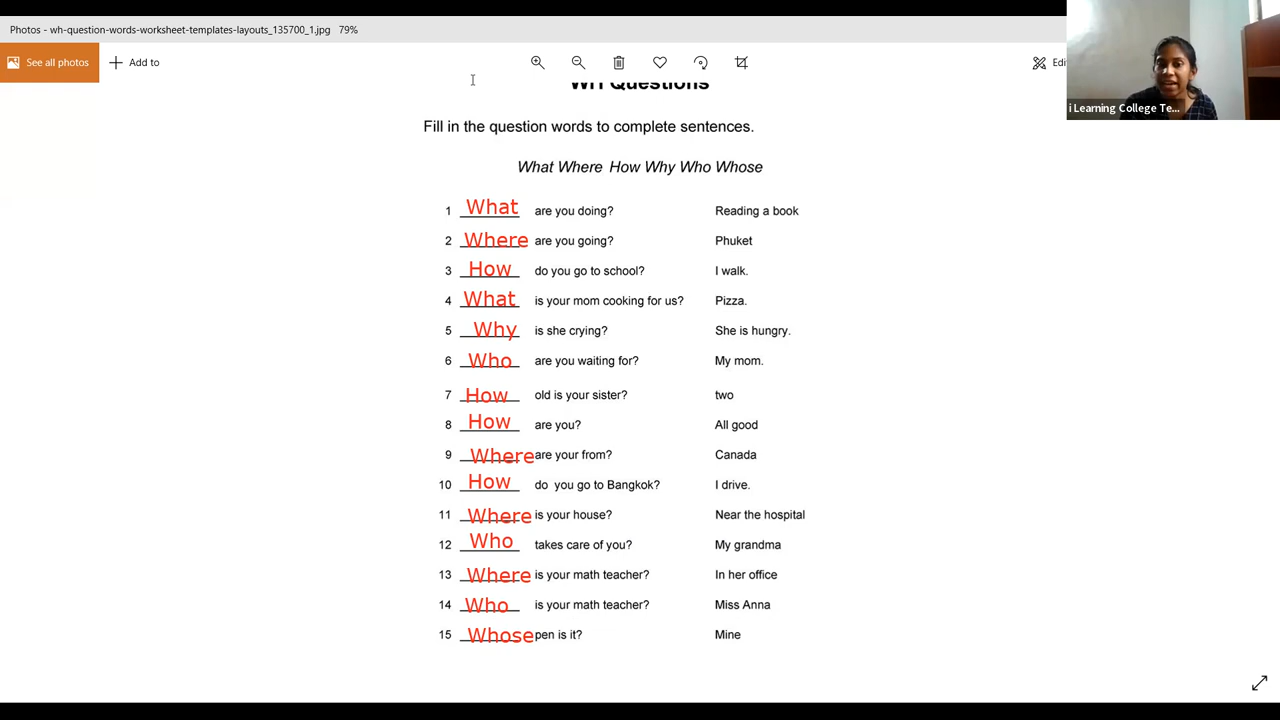 Photos - wh-question-words-worksheet-templates-layouts_135700_1.jpg 79%
See all photos Add to Edi
i Learning College Te...
WH Questions
Fill in the question words to complete sentences.
What Where How Why Who Whose
1 What are you doing? Reading a book
2 Where are you going? Phuket
3 How do you go to school? I walk.
4 What is your mom cooking for us? Pizza.
5 Why is she crying? She is hungry.
6 Who are you waiting for? My mom.
7 How old is your sister? two
8 How are you? All good
9 Where are your from? Canada
10 How do you go to Bangkok? I drive.
11 Where is your house? Near the hospital
12 Who takes care of you? My grandma
13 Where is your math teacher? In her office
14 Who is your math teacher? Miss Anna
15 Whose pen is it? Mine